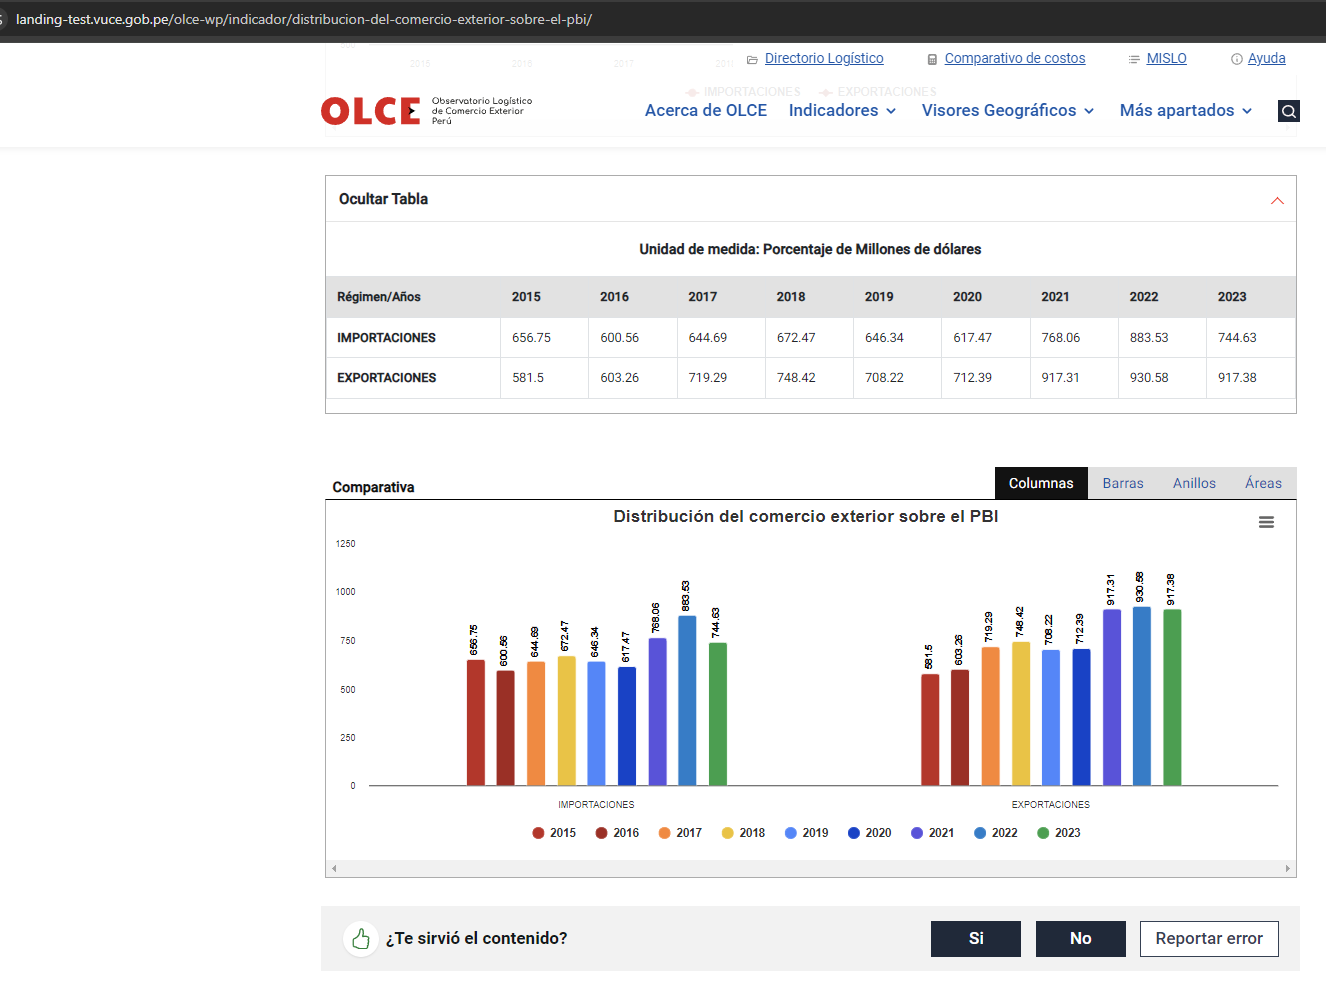 landing-test.vuce.gob.pe/olce-wp/indicador/distribucion-del-comercio-exterior-sobre-el-pbi/
2015 2016 2017
Directorio Logístico Comparativo de costos MISLO Ayuda
IMPORTACIONES EXPORTACIONES
OLCE Observatorio Logístico
de Comercio Exterior
Perú
Acerca de OLCE Indicadores Visores Geográficos Más apartados
Ocultar Tabla
Unidad de medida: Porcentaje de Millones de dólares
Régimen/Años 2015 2016 2017 2018 2019 2020 2021 2022 2023
IMPORTACIONES 656.75 600.56 644.69 672.47 646.34 617.47 768.06 883.53 744.63
EXPORTACIONES 581.5 603.26 719.29 748.42 708.22 712.39 917.31 930.58 917.38
Comparativa
Columnas Barras Anillos Áreas
Distribución del comercio exterior sobre el PBI
1250
1000
750
500
250
0
656.75 600.56 644.69 672.47 646.34 617.47 768.06 883.53 744.63
581.5 603.26 719.29 748.42 708.22 712.39 917.31 930.58 917.38
IMPORTACIONES EXPORTACIONES
2015 2016 2017 2018 2019 2020 2021 2022 2023
¿Te sirvió el contenido?
Si No Reportar error